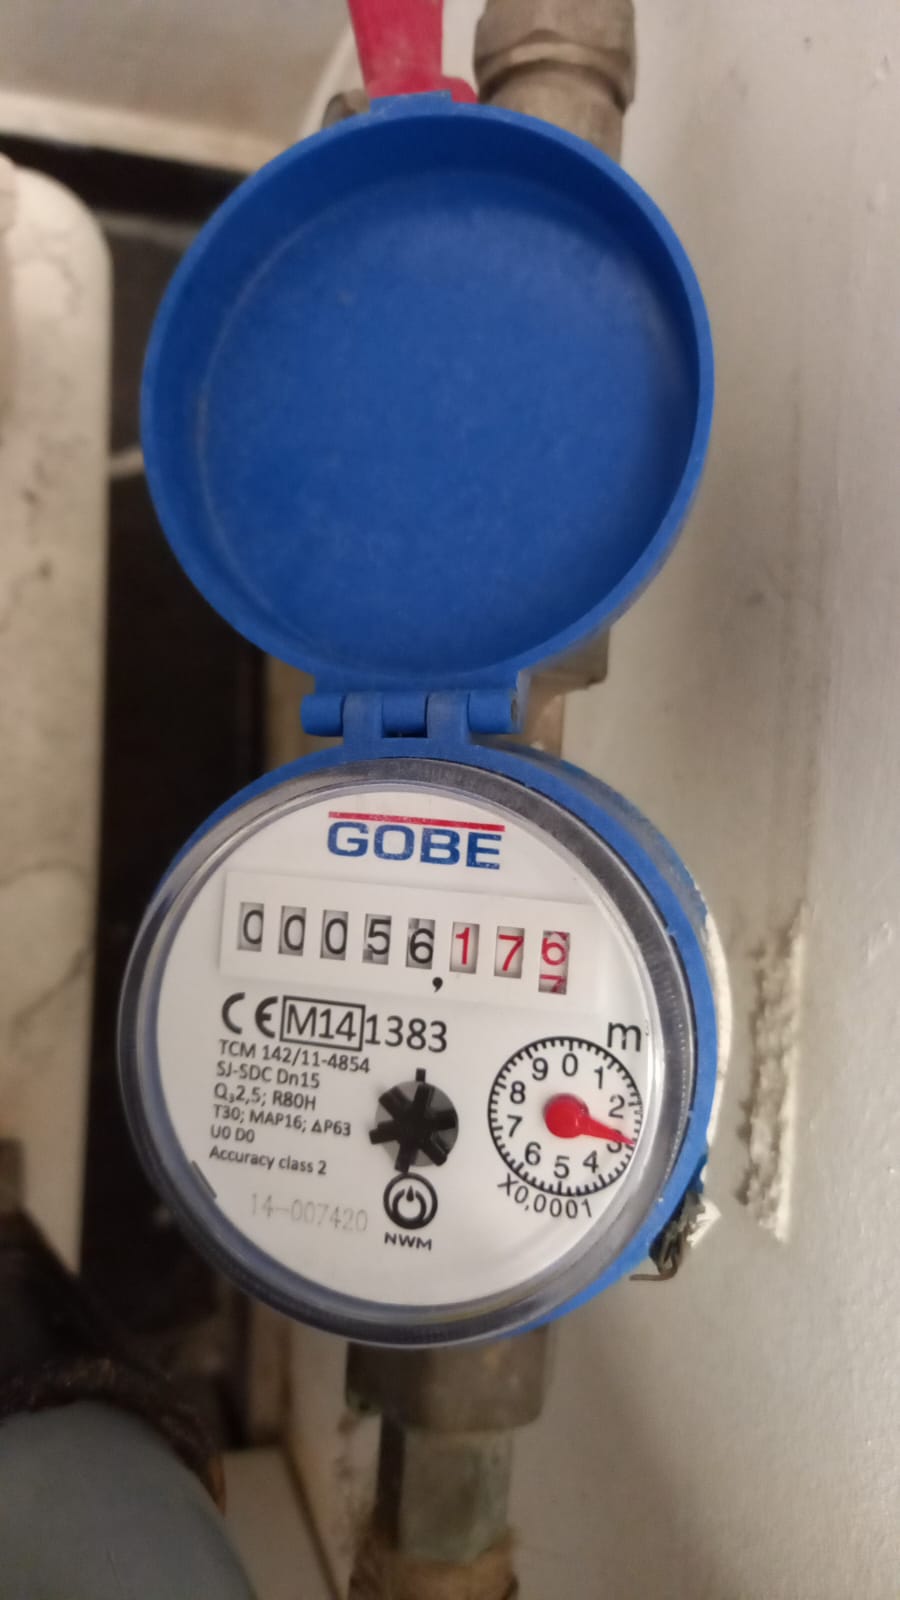 GOBE
00056,176
7
CE M14 1383
m³
TCM 142/11-4854
SJ-SDC Dn15
Q₃2,5; R80H
T30; MAP16; ΔP63
U0 D0
Accuracy class 2
14-007420
NWM
0 1 2 3 4 5 6 7 8 9
X0,0001